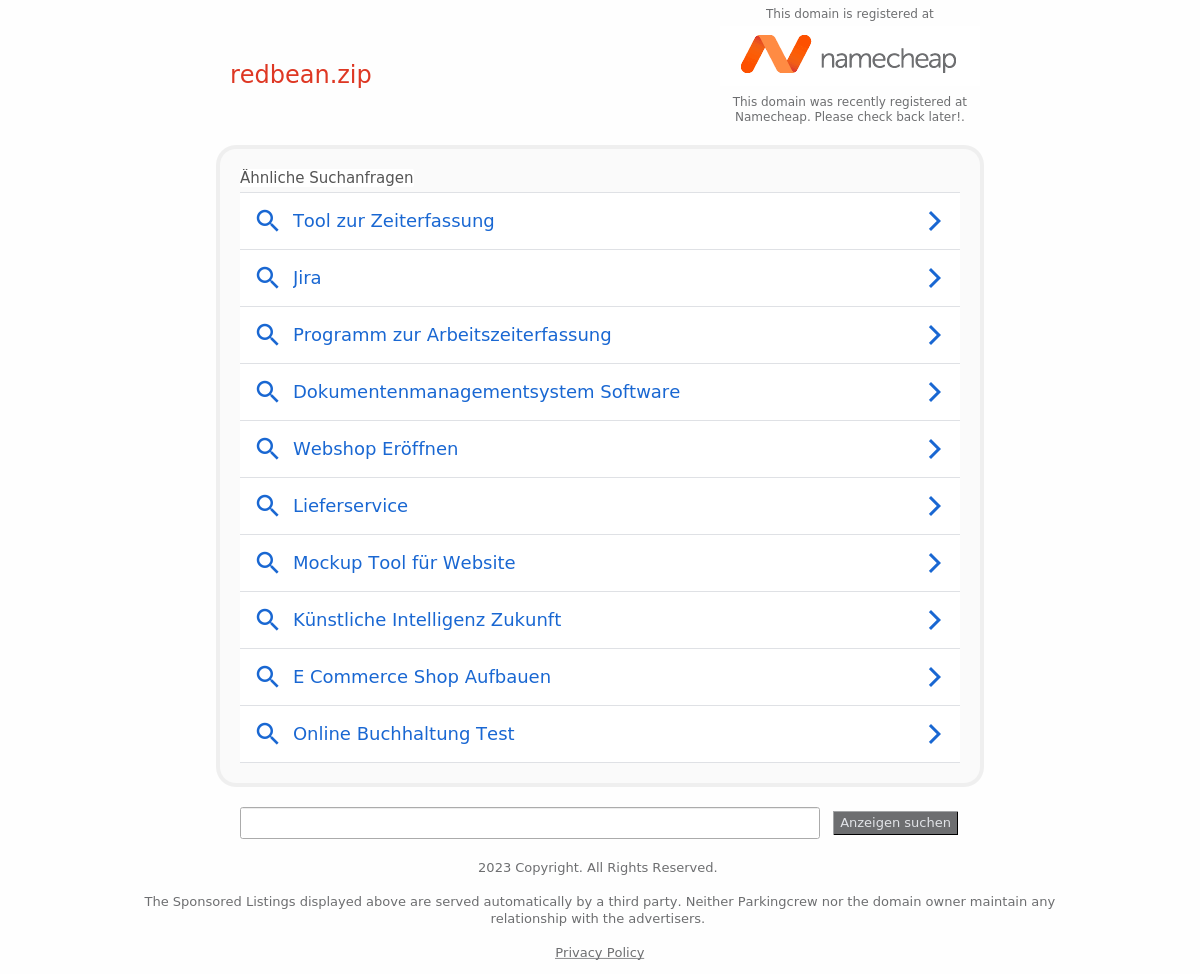 This domain is registered at
namecheap
redbean.zip
This domain was recently registered at
Namecheap. Please check back later!.
Ähnliche Suchanfragen
Tool zur Zeiterfassung
Jira
Programm zur Arbeitszeiterfassung
Dokumentenmanagementsystem Software
Webshop Eröffnen
Lieferservice
Mockup Tool für Website
Künstliche Intelligenz Zukunft
E Commerce Shop Aufbauen
Online Buchhaltung Test
Anzeigen suchen
2023 Copyright. All Rights Reserved.
The Sponsored Listings displayed above are served automatically by a third party. Neither Parkingcrew nor the domain owner maintain any
relationship with the advertisers.
Privacy Policy